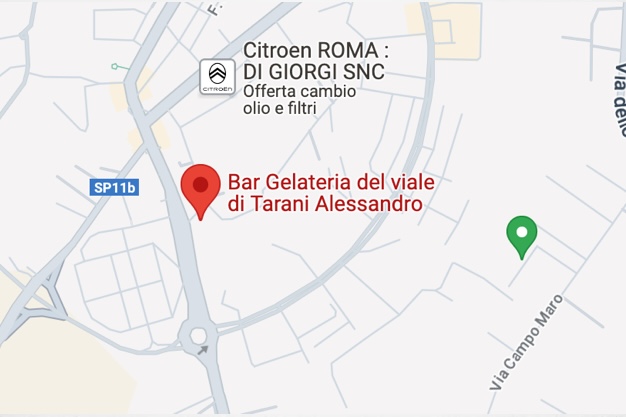 F.
Citroen ROMA :
DI GIORGI SNC
CITROËN
Offerta cambio
olio e filtri
SP11b
Bar Gelateria del viale
di Tarani Alessandro
Via Campo Maro